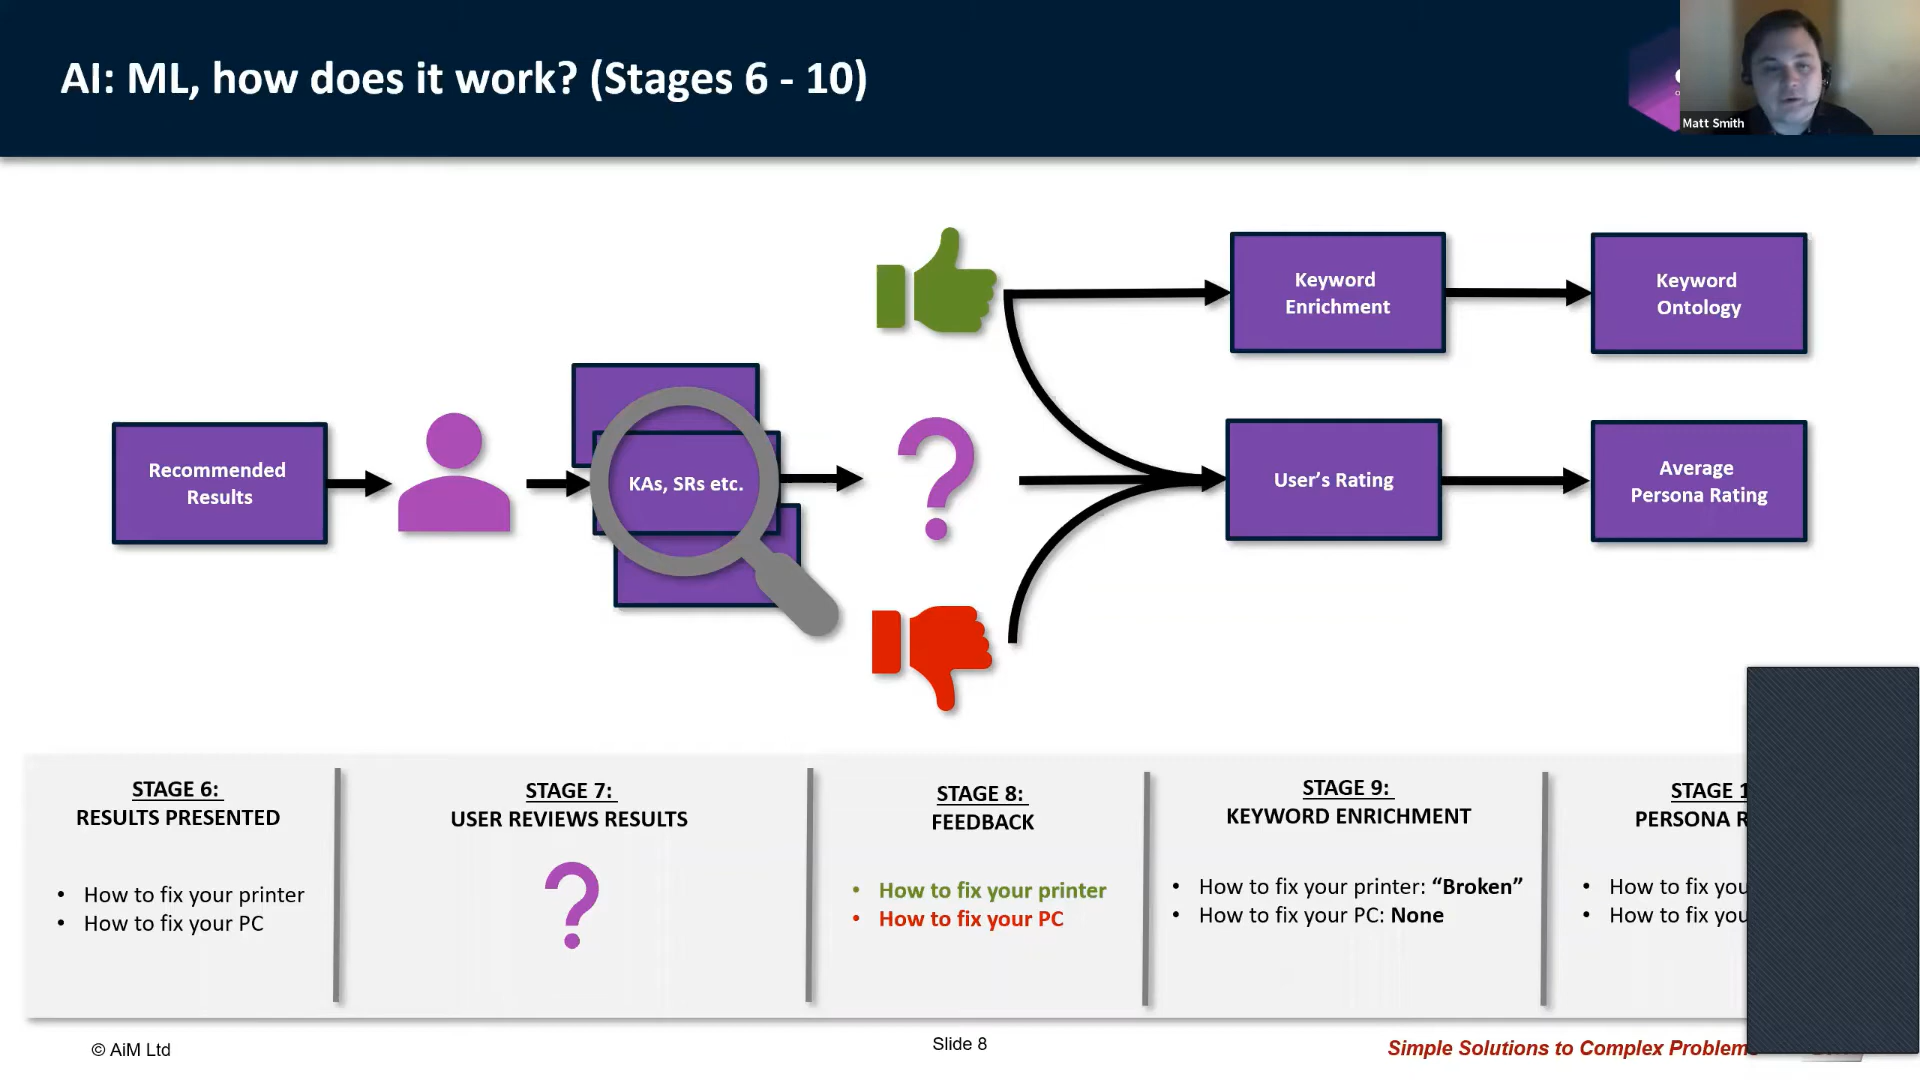 AI: ML, how does it work? (Stages 6 - 10)
Matt Smith
Keyword
Enrichment
Keyword
Ontology
Recommended
Results
KAs, SRs etc.
User's Rating
Average
Persona Rating
STAGE 6:
RESULTS PRESENTED
• How to fix your printer
• How to fix your PC
STAGE 7:
USER REVIEWS RESULTS
STAGE 8:
FEEDBACK
• How to fix your printer
• How to fix your PC
STAGE 9:
KEYWORD ENRICHMENT
• How to fix your printer: “Broken”
• How to fix your PC: None
STAGE 1
PERSONA R
• How to fix you
• How to fix you
© AiM Ltd
Slide 8
Simple Solutions to Complex Problems